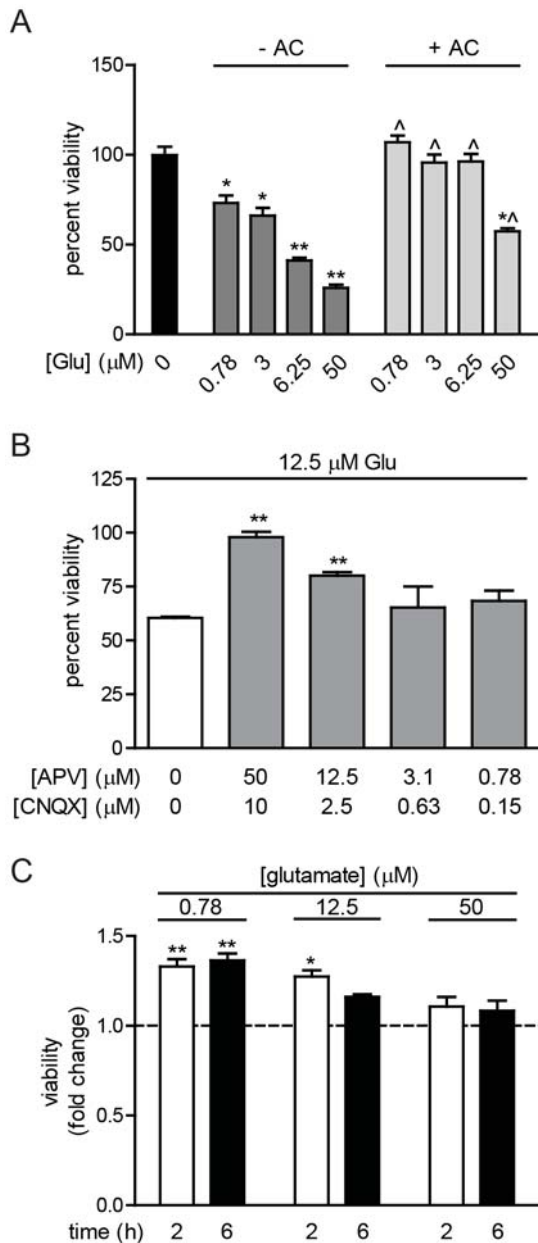 A
- AC
+ AC
150
100
50
0
percent viability
^
^
^
*^
*
*
**
**
[Glu] (μM)
0
0.78
3
6.25
50
0.78
3
6.25
50
B
12.5 μM Glu
125
100
75
50
25
0
percent viability
**
**
[APV] (μM) 0 50 12.5 3.1 0.78
[CNQX] (μM) 0 10 2.5 0.63 0.15
C
[glutamate] (μM)
0.78 12.5 50
1.5
1.0
0.5
0.0
viability
(fold change)
**
**
*
time (h) 2 6 2 6 2 6